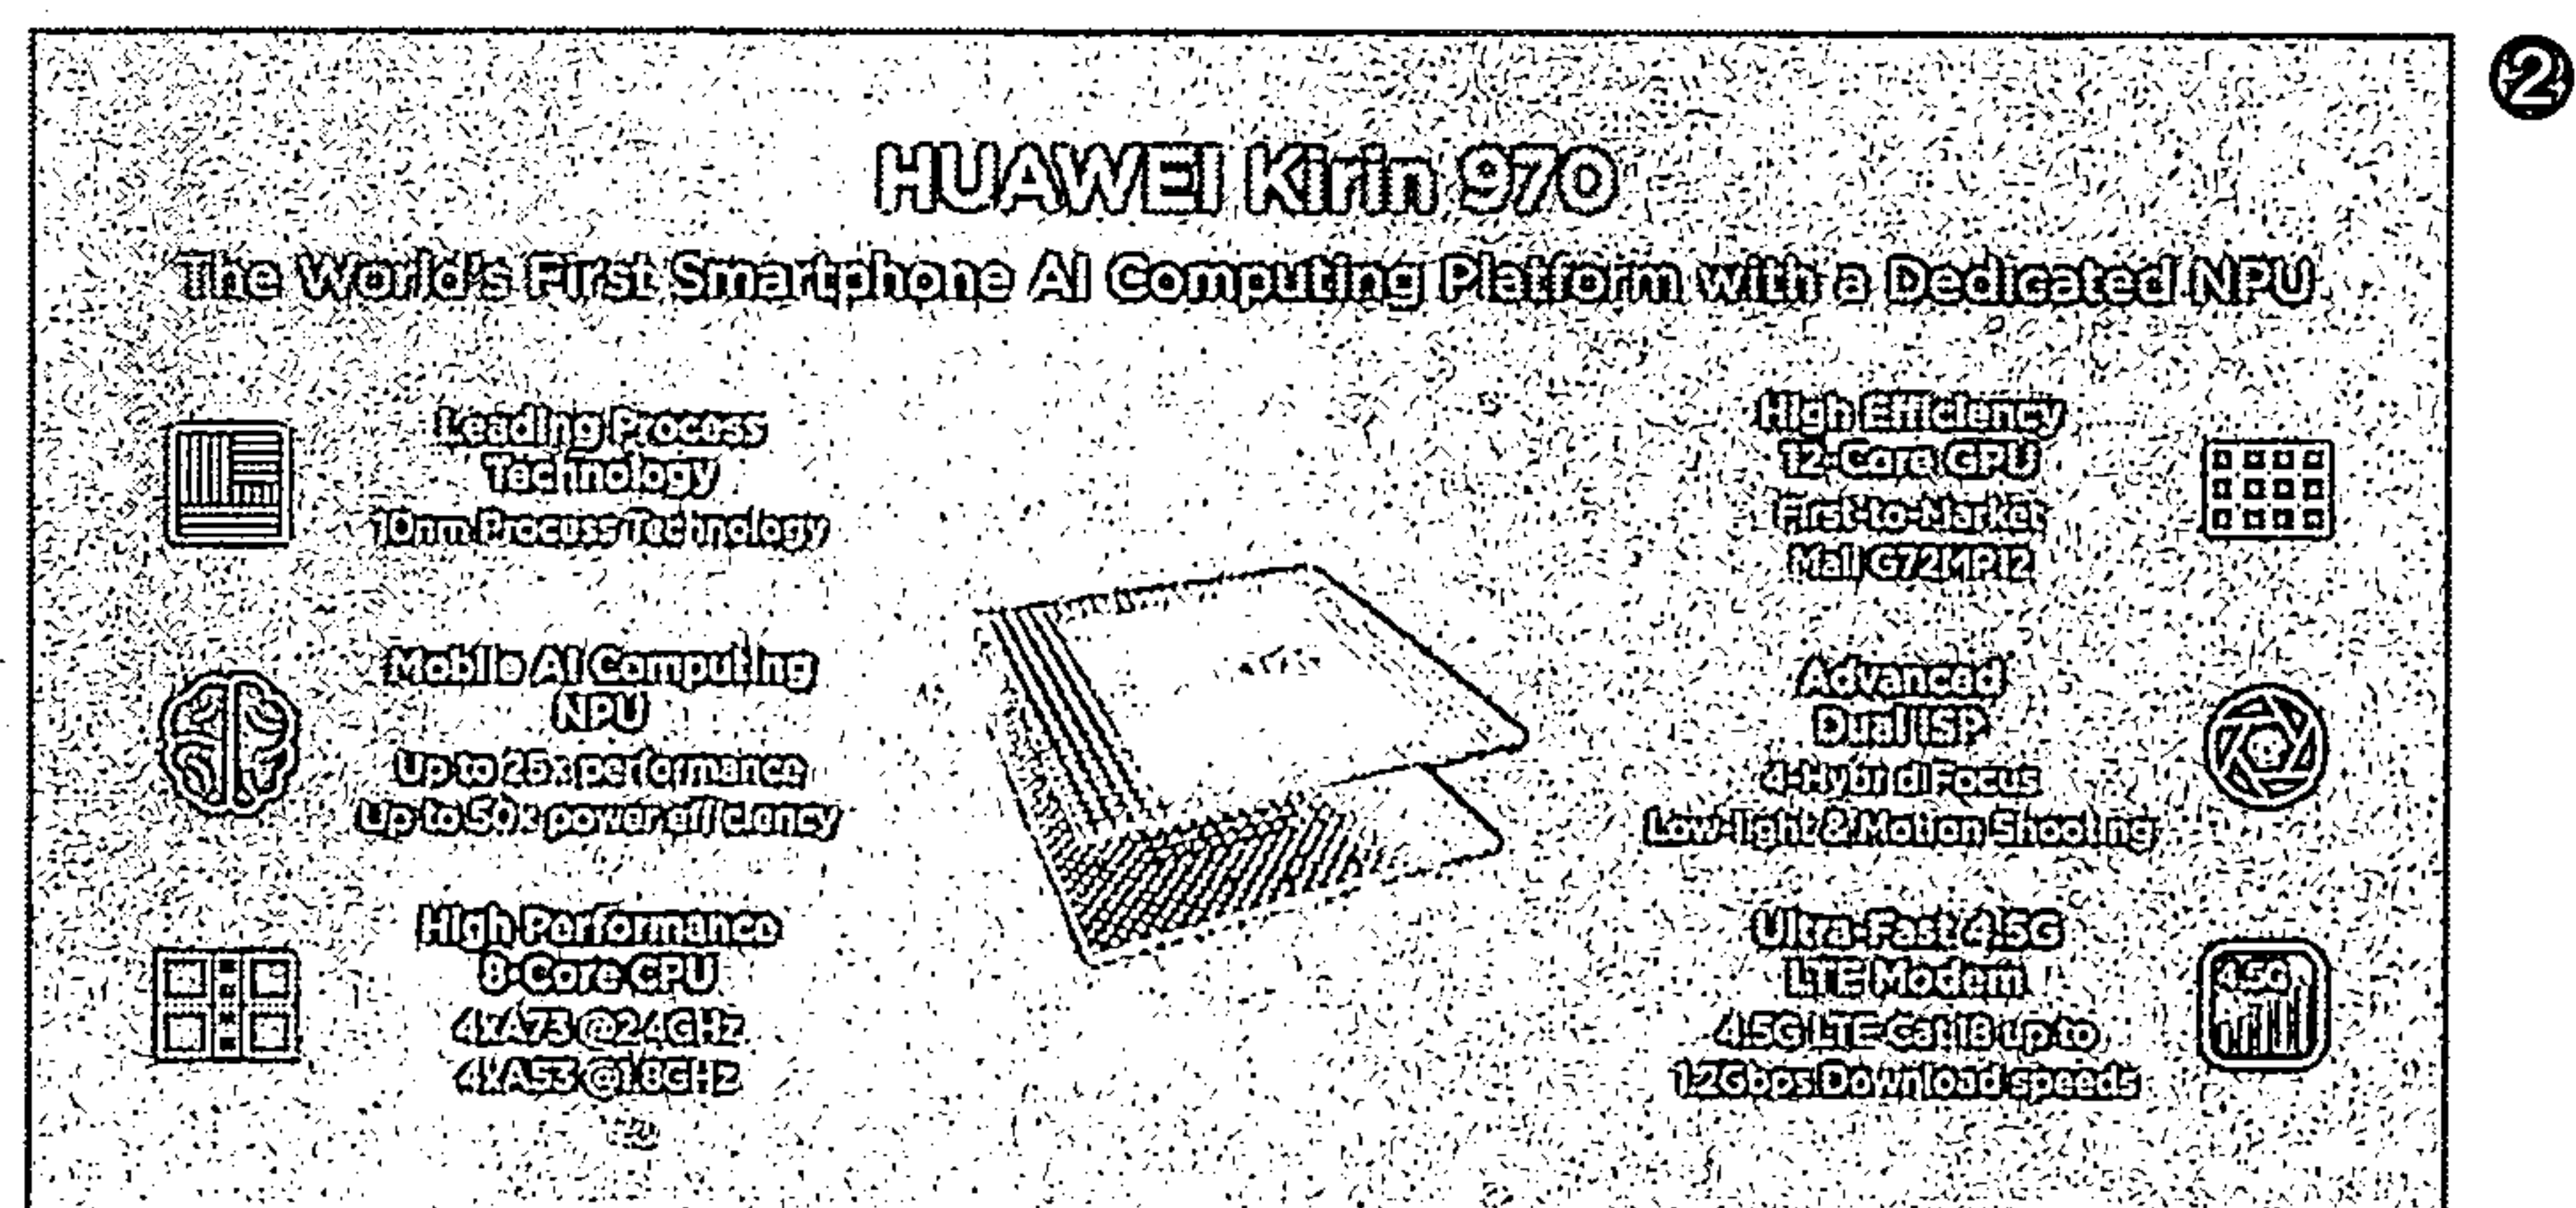 2
HUAWEI Kirin 970
The World's First Smartphone AI Computing Platform with a Dedicated NPU
Leading Process
Technology
10nm Process Technology
Mobile AI Computing
NPU
Up to 25x performance
Up to 50x power efficiency
High Performance
8-Core CPU
4xA73 @2.4GHz
4xA53 @1.8GHz
High Efficiency
12-Core GPU
First-to-Market
Mali G72MP12
Advanced
Dual ISP
4-Hybrid Focus
Low-light & Motion Shooting
Ultra-Fast 4.5G
LTE Modem
4.5G LTE Cat.18 up to
1.2Gbps Download speeds
4.5G